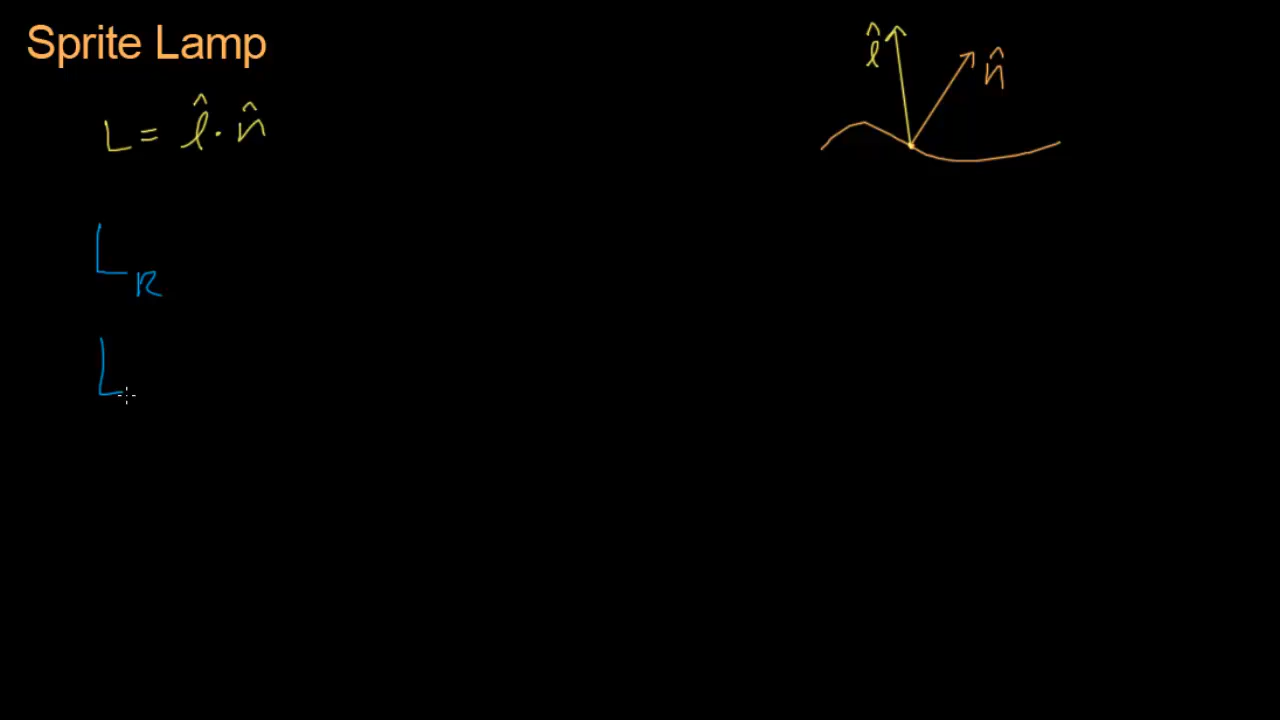 Sprite Lamp
L = l̂ · n̂
l̂
n̂
L_R
L